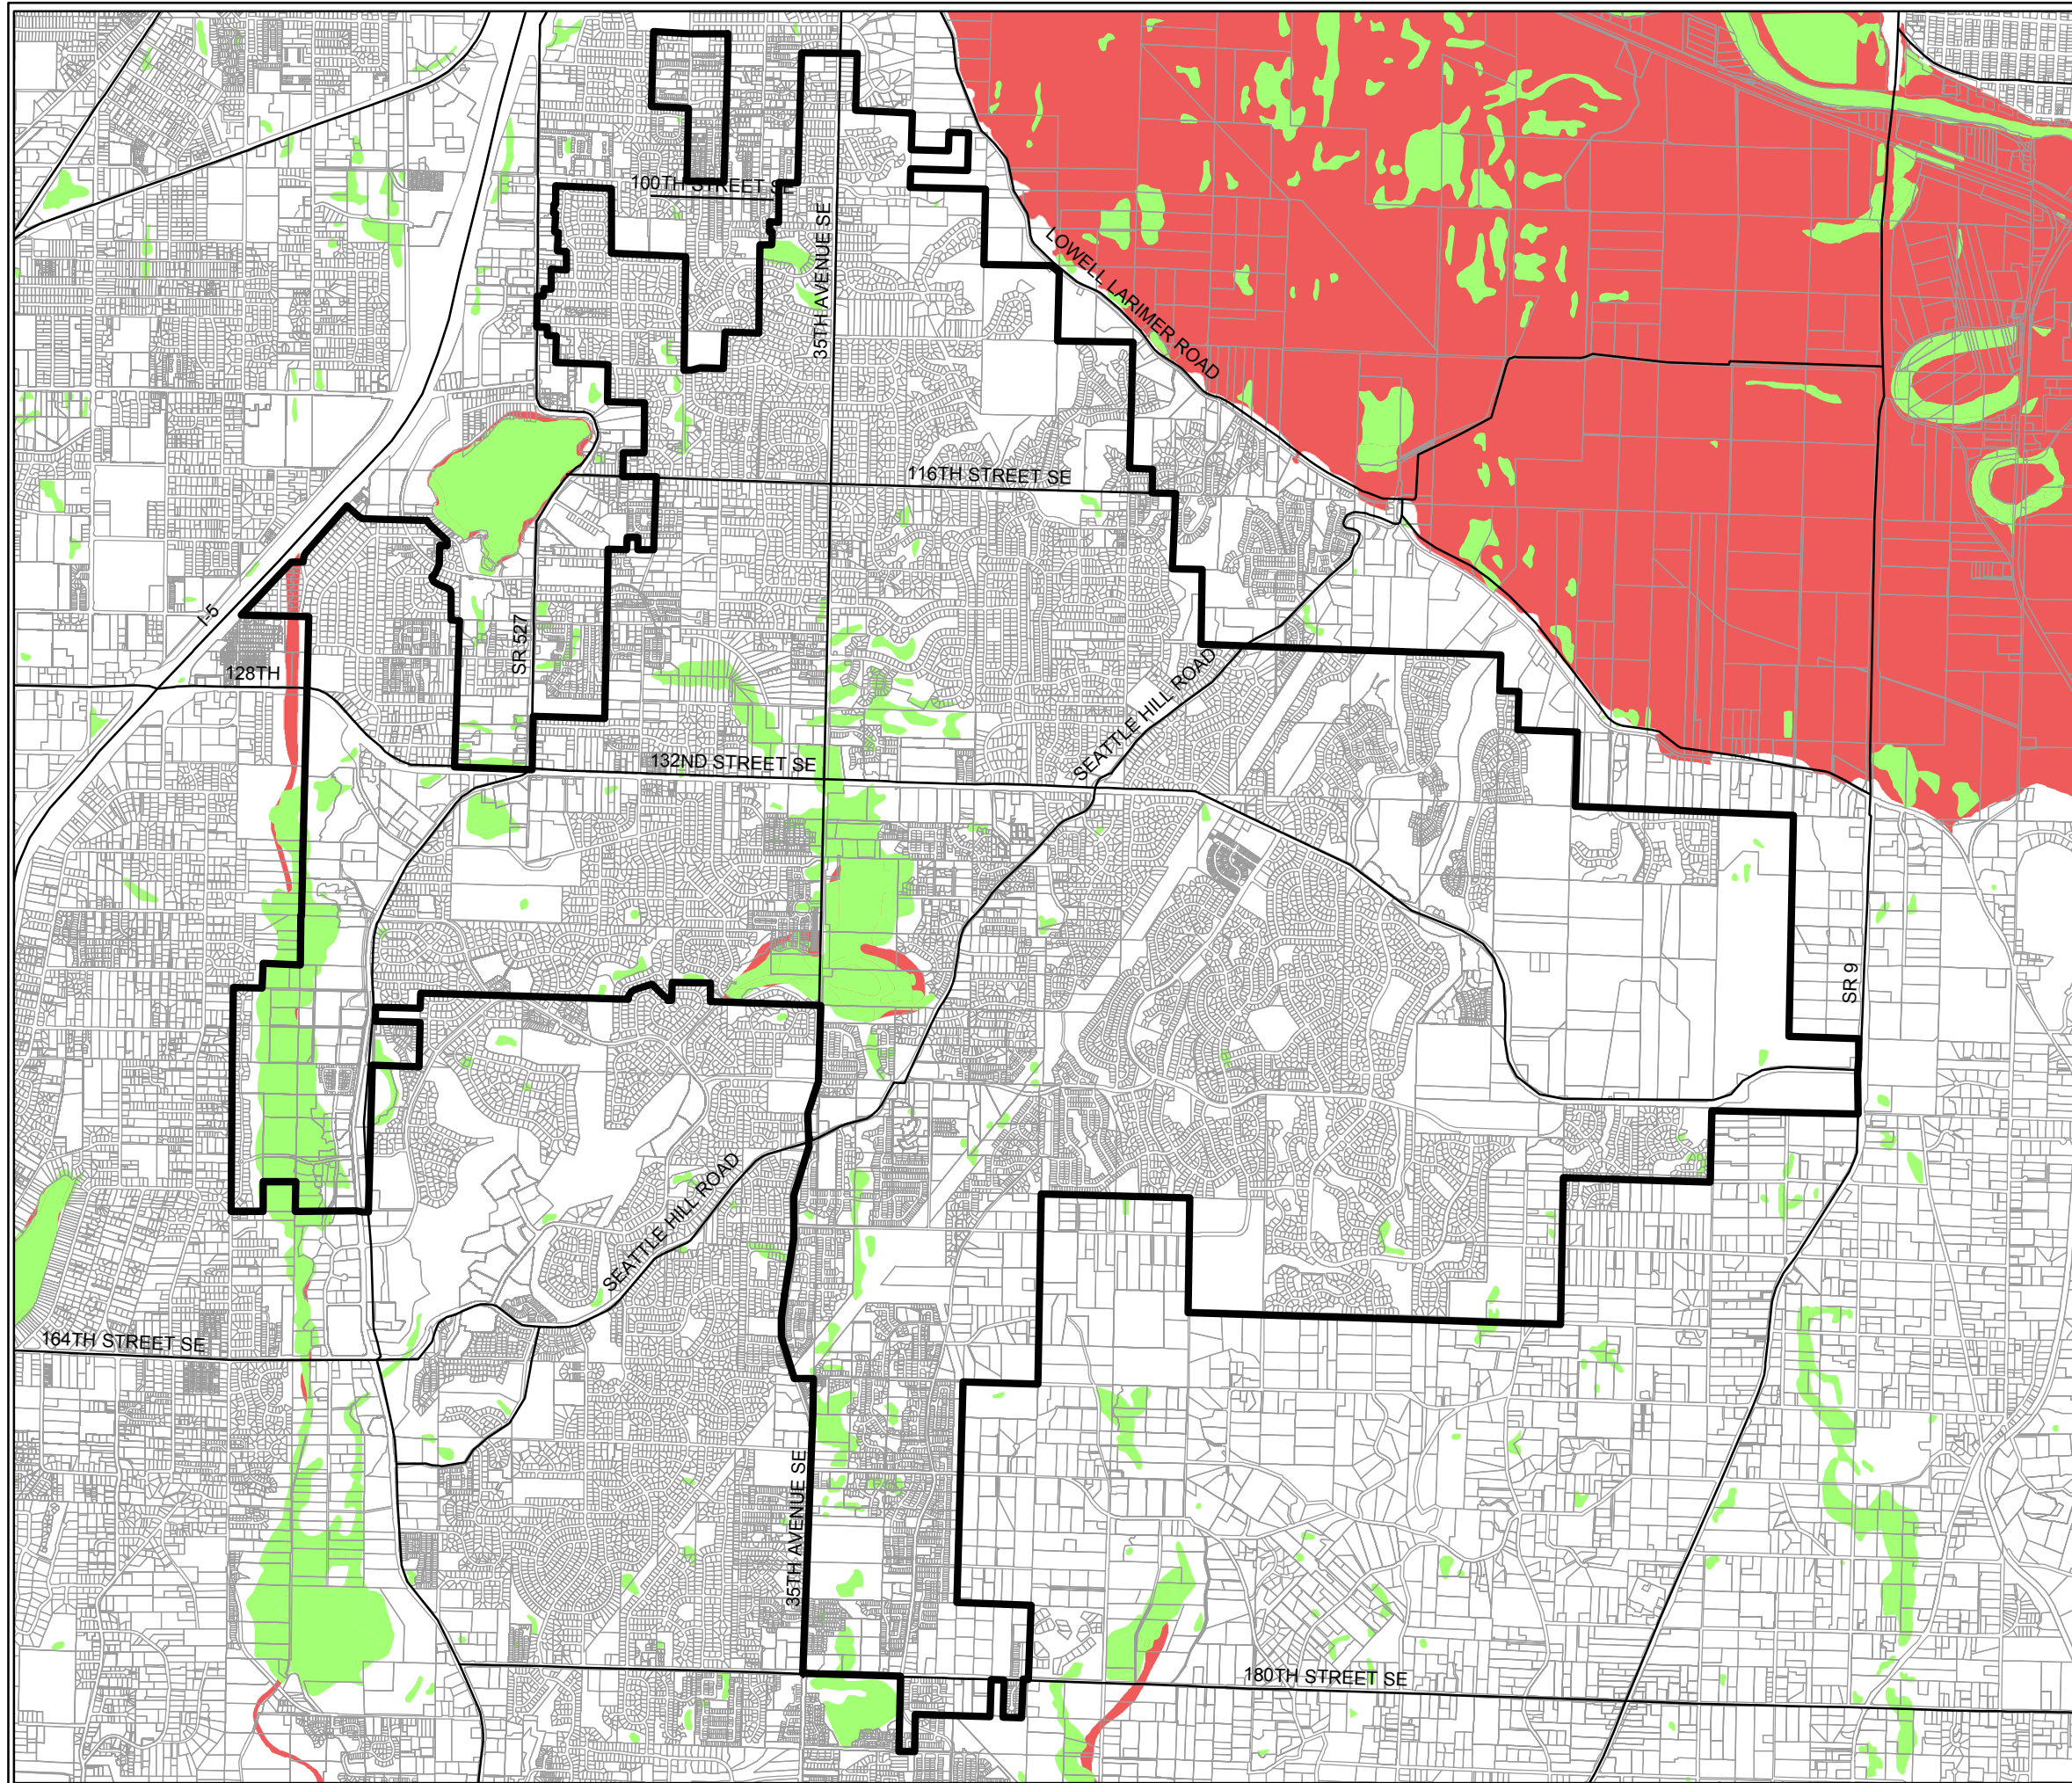 100TH STREET SE
35TH AVENUE SE
LOWELL LARIMER ROAD
116TH STREET SE
I-5
SR 527
128TH
SEATTLE HILL ROAD
132ND STREET SE
SR 9
SEATTLE HILL ROAD
164TH STREET SE
35TH AVENUE SE
180TH STREET SE